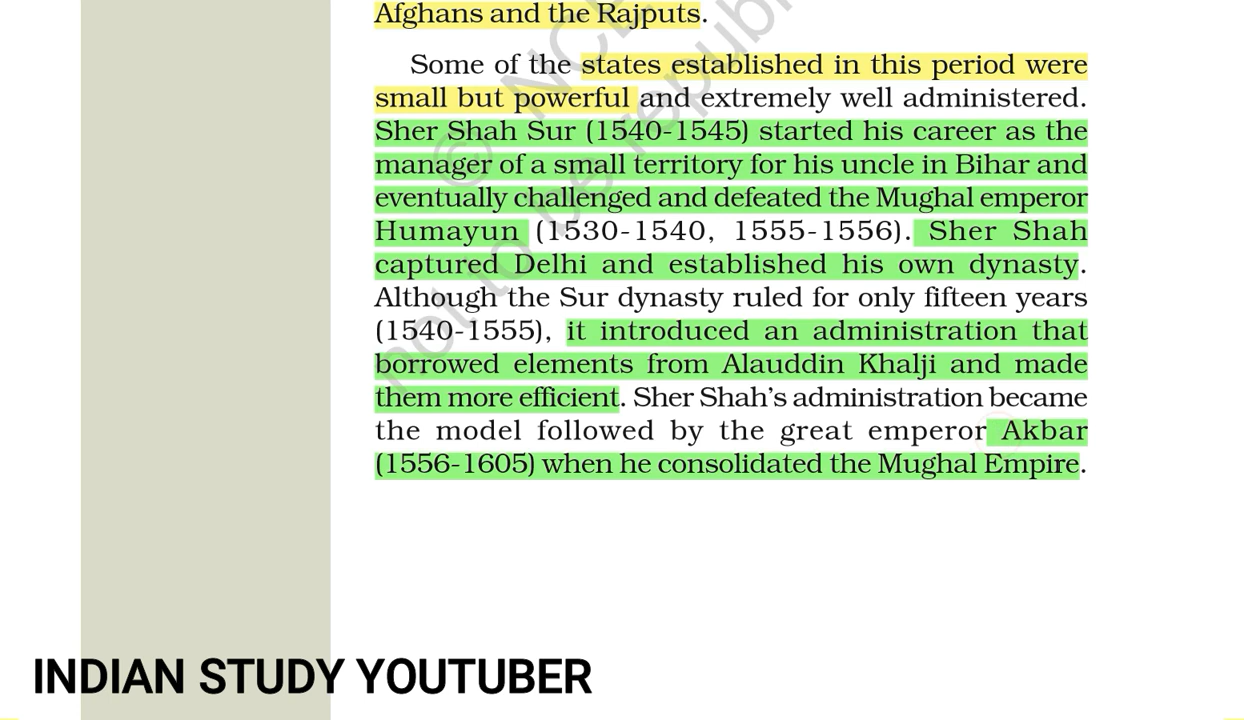 Afghans and the Rajputs.
Some of the states established in this period were
small but powerful and extremely well administered.
Sher Shah Sur (1540-1545) started his career as the
manager of a small territory for his uncle in Bihar and
eventually challenged and defeated the Mughal emperor
Humayun (1530-1540, 1555-1556). Sher Shah
captured Delhi and established his own dynasty.
Although the Sur dynasty ruled for only fifteen years
(1540-1555), it introduced an administration that
borrowed elements from Alauddin Khalji and made
them more efficient. Sher Shah's administration became
the model followed by the great emperor Akbar
(1556-1605) when he consolidated the Mughal Empire.
© NCE
not to be republ
INDIAN STUDY YOUTUBER